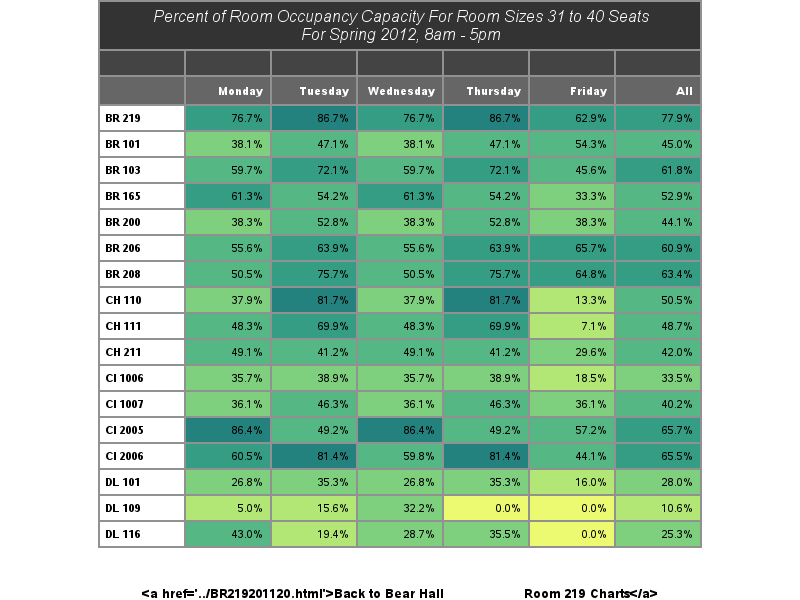 Percent of Room Occupancy Capacity For Room Sizes 31 to 40 Seats
For Spring 2012, 8am - 5pm
Monday Tuesday Wednesday Thursday Friday All
BR 219 76.7% 86.7% 76.7% 86.7% 62.9% 77.9%
BR 101 38.1% 47.1% 38.1% 47.1% 54.3% 45.0%
BR 103 59.7% 72.1% 59.7% 72.1% 45.6% 61.8%
BR 165 61.3% 54.2% 61.3% 54.2% 33.3% 52.9%
BR 200 38.3% 52.8% 38.3% 52.8% 38.3% 44.1%
BR 206 55.6% 63.9% 55.6% 63.9% 65.7% 60.9%
BR 208 50.5% 75.7% 50.5% 75.7% 64.8% 63.4%
CH 110 37.9% 81.7% 37.9% 81.7% 13.3% 50.5%
CH 111 48.3% 69.9% 48.3% 69.9% 7.1% 48.7%
CH 211 49.1% 41.2% 49.1% 41.2% 29.6% 42.0%
CI 1006 35.7% 38.9% 35.7% 38.9% 18.5% 33.5%
CI 1007 36.1% 46.3% 36.1% 46.3% 36.1% 40.2%
CI 2005 86.4% 49.2% 86.4% 49.2% 57.2% 65.7%
CI 2006 60.5% 81.4% 59.8% 81.4% 44.1% 65.5%
DL 101 26.8% 35.3% 26.8% 35.3% 16.0% 28.0%
DL 109 5.0% 15.6% 32.2% 0.0% 0.0% 10.6%
DL 116 43.0% 19.4% 28.7% 35.5% 0.0% 25.3%
<a href='../BR219201120.html'>Back to Bear Hall Room 219 Charts</a>